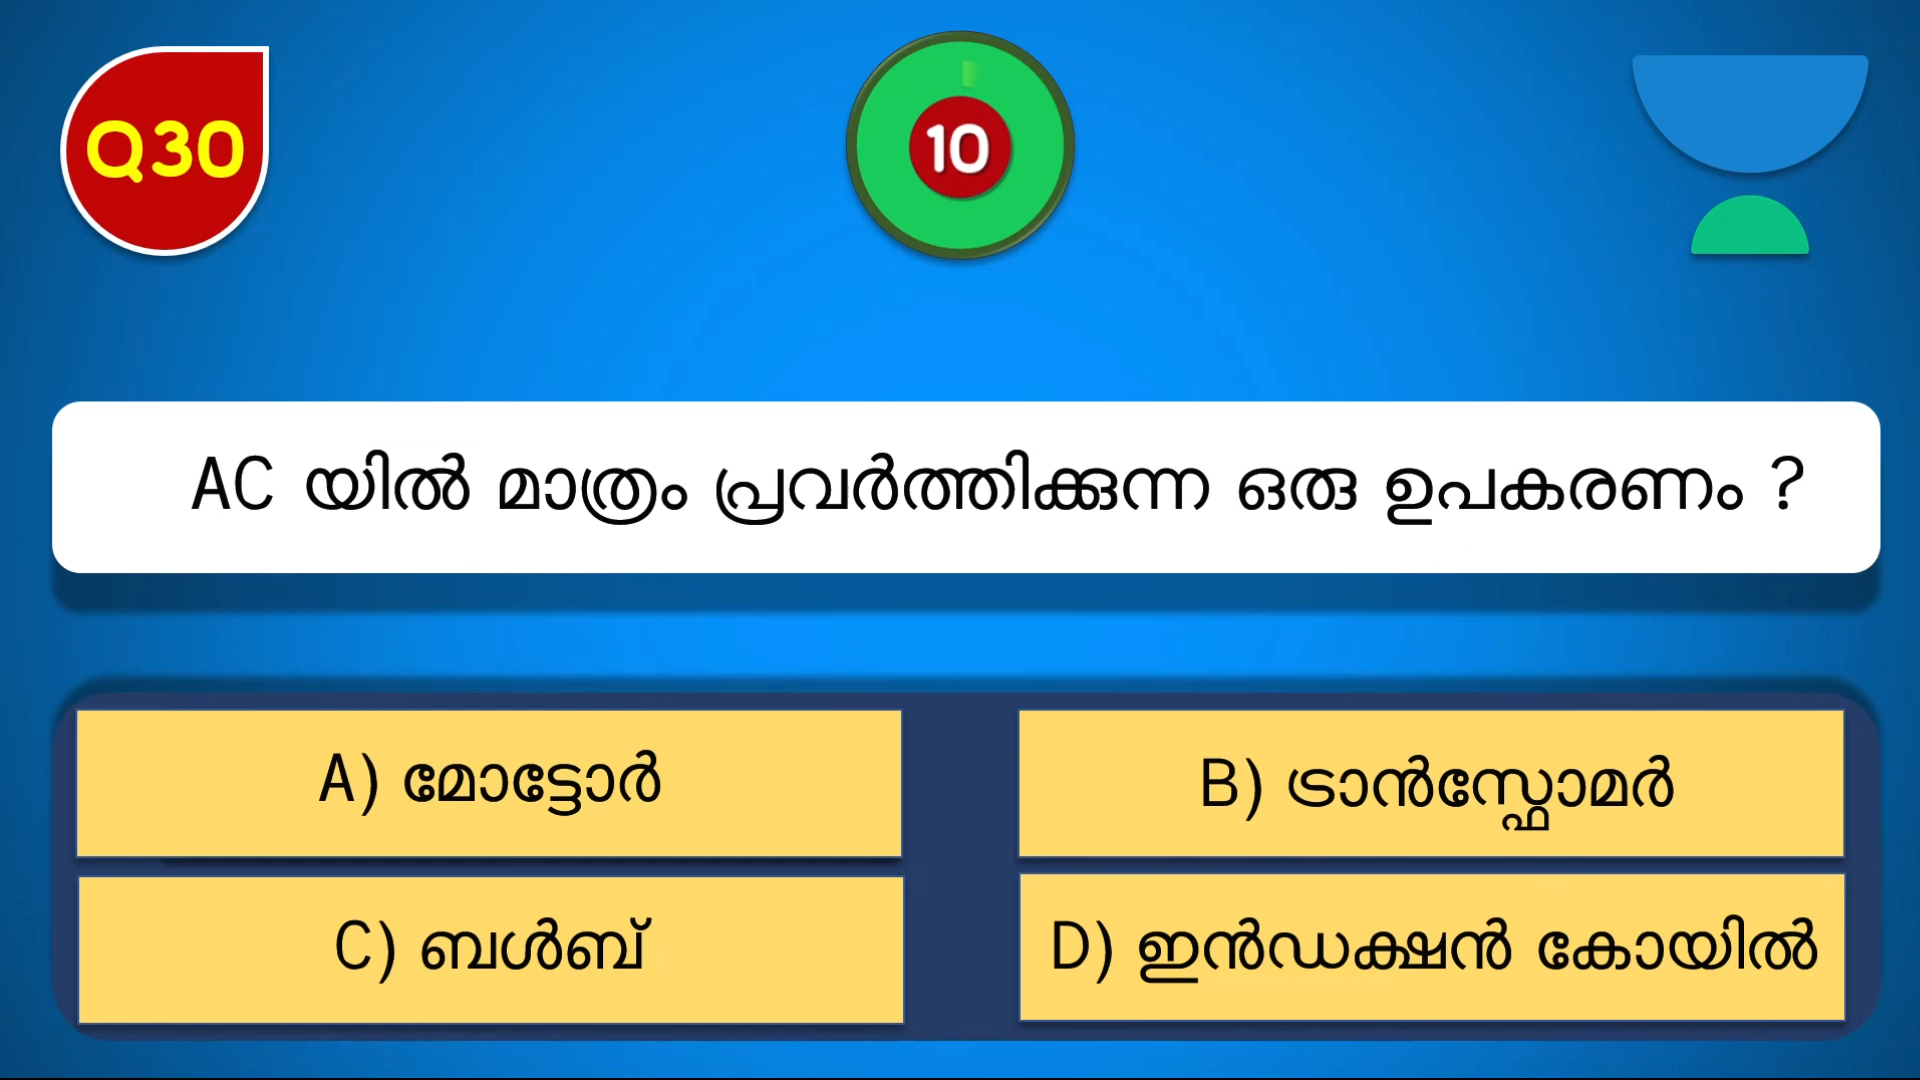 Q30
10
AC യിൽ മാത്രം പ്രവർത്തിക്കുന്ന ഒരു ഉപകരണം ?
A) മോട്ടോർ
B) ട്രാൻസ്ഫോമർ
C) ബൾബ്
D) ഇൻഡക്ഷൻ കോയിൽ